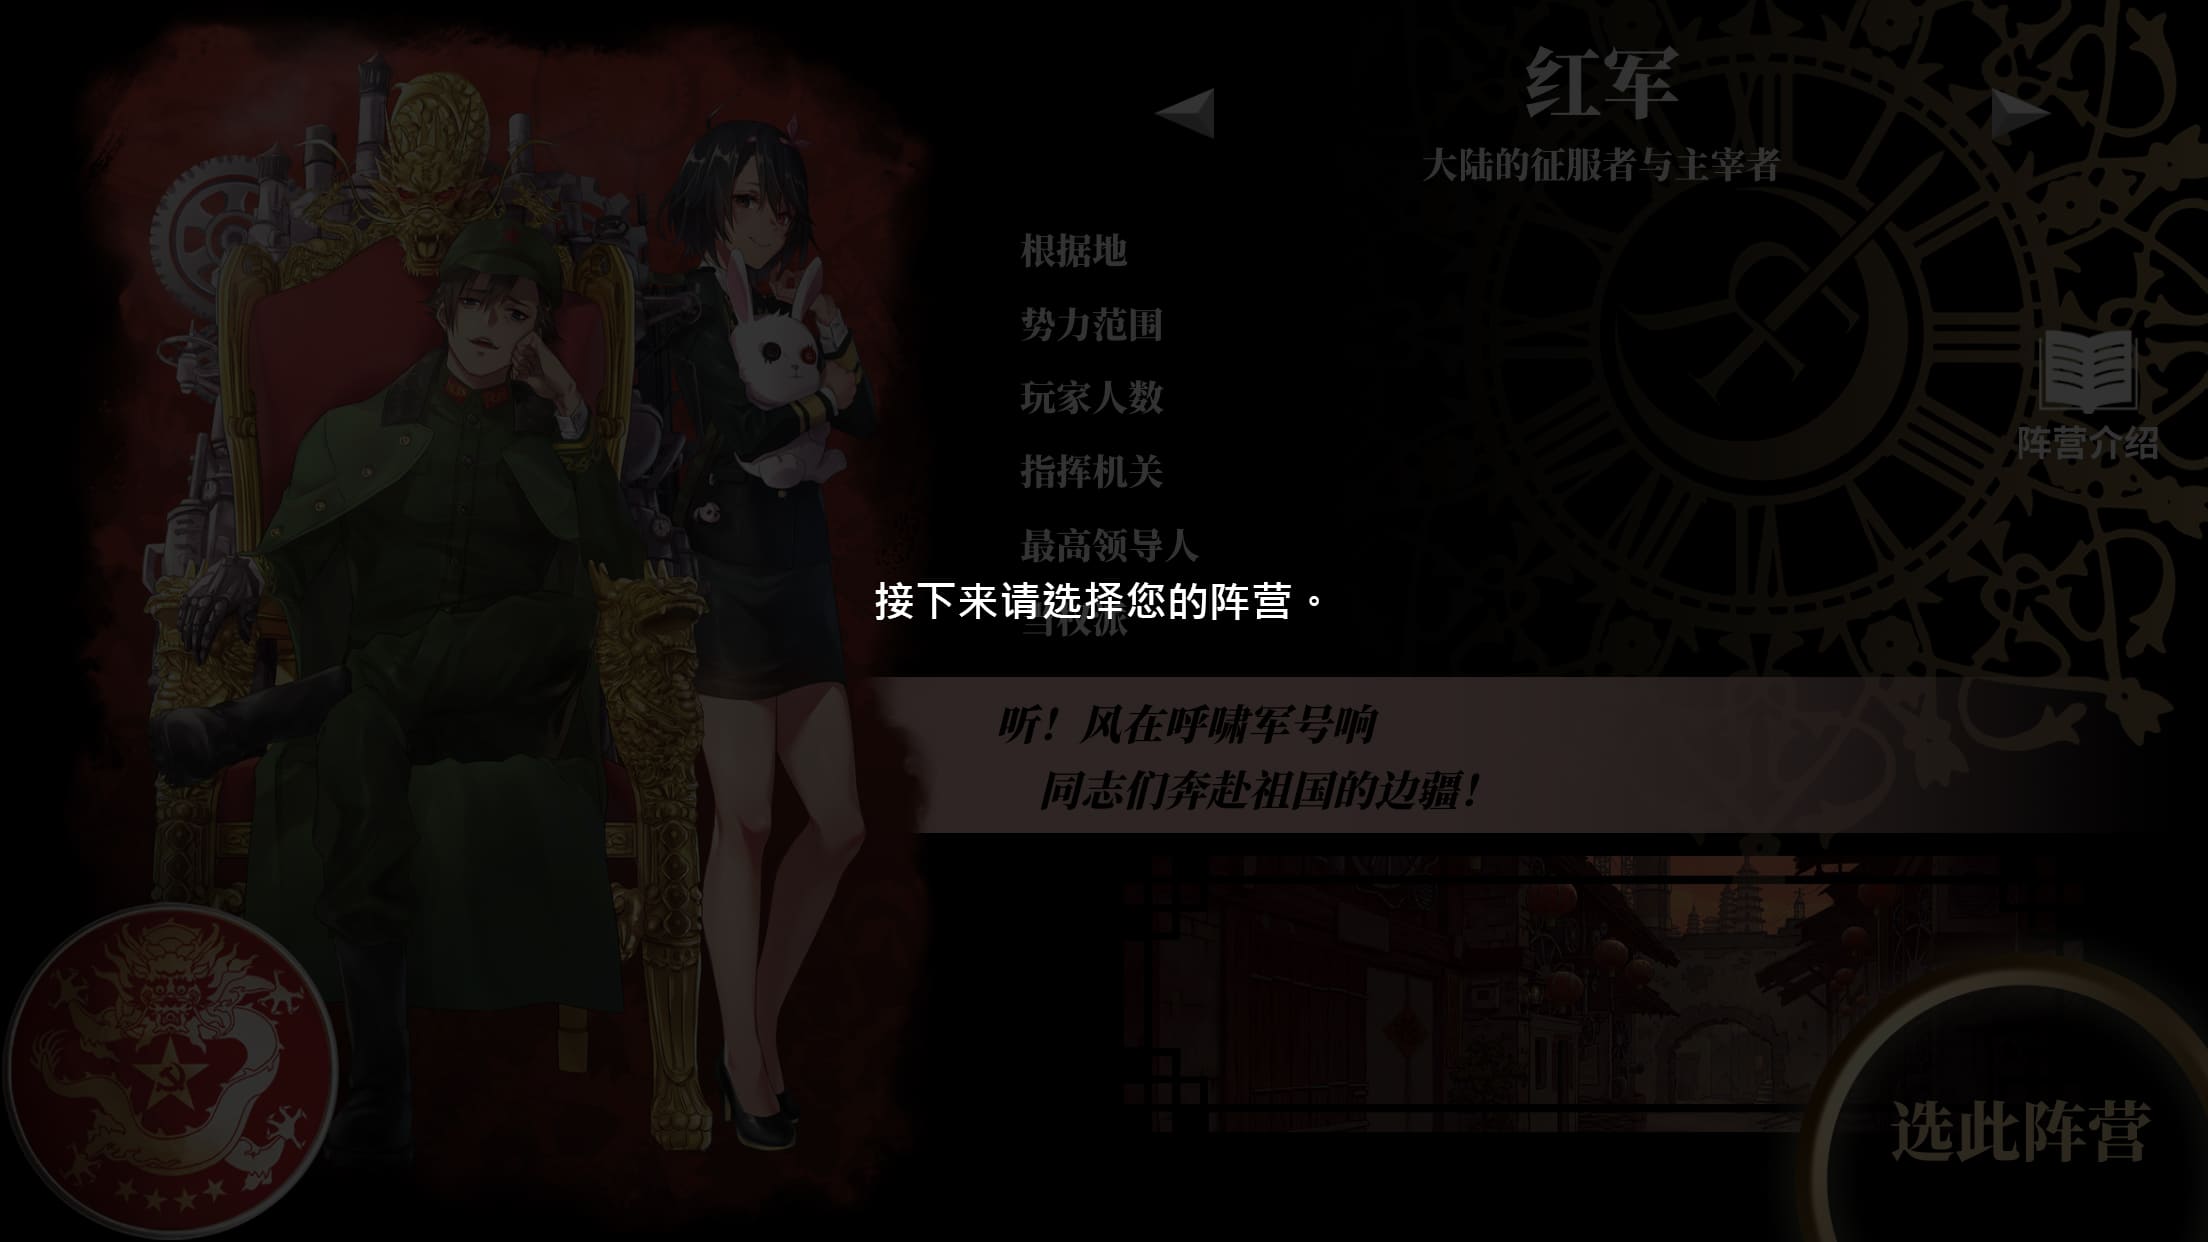 红军
大陆的征服者与主宰者
根据地
势力范围
玩家人数
指挥机关
最高领导人
接下来请选择您的阵营。
当权派
阵营介绍
听！风在呼啸军号响
同志们奔赴祖国的边疆！
选此阵营